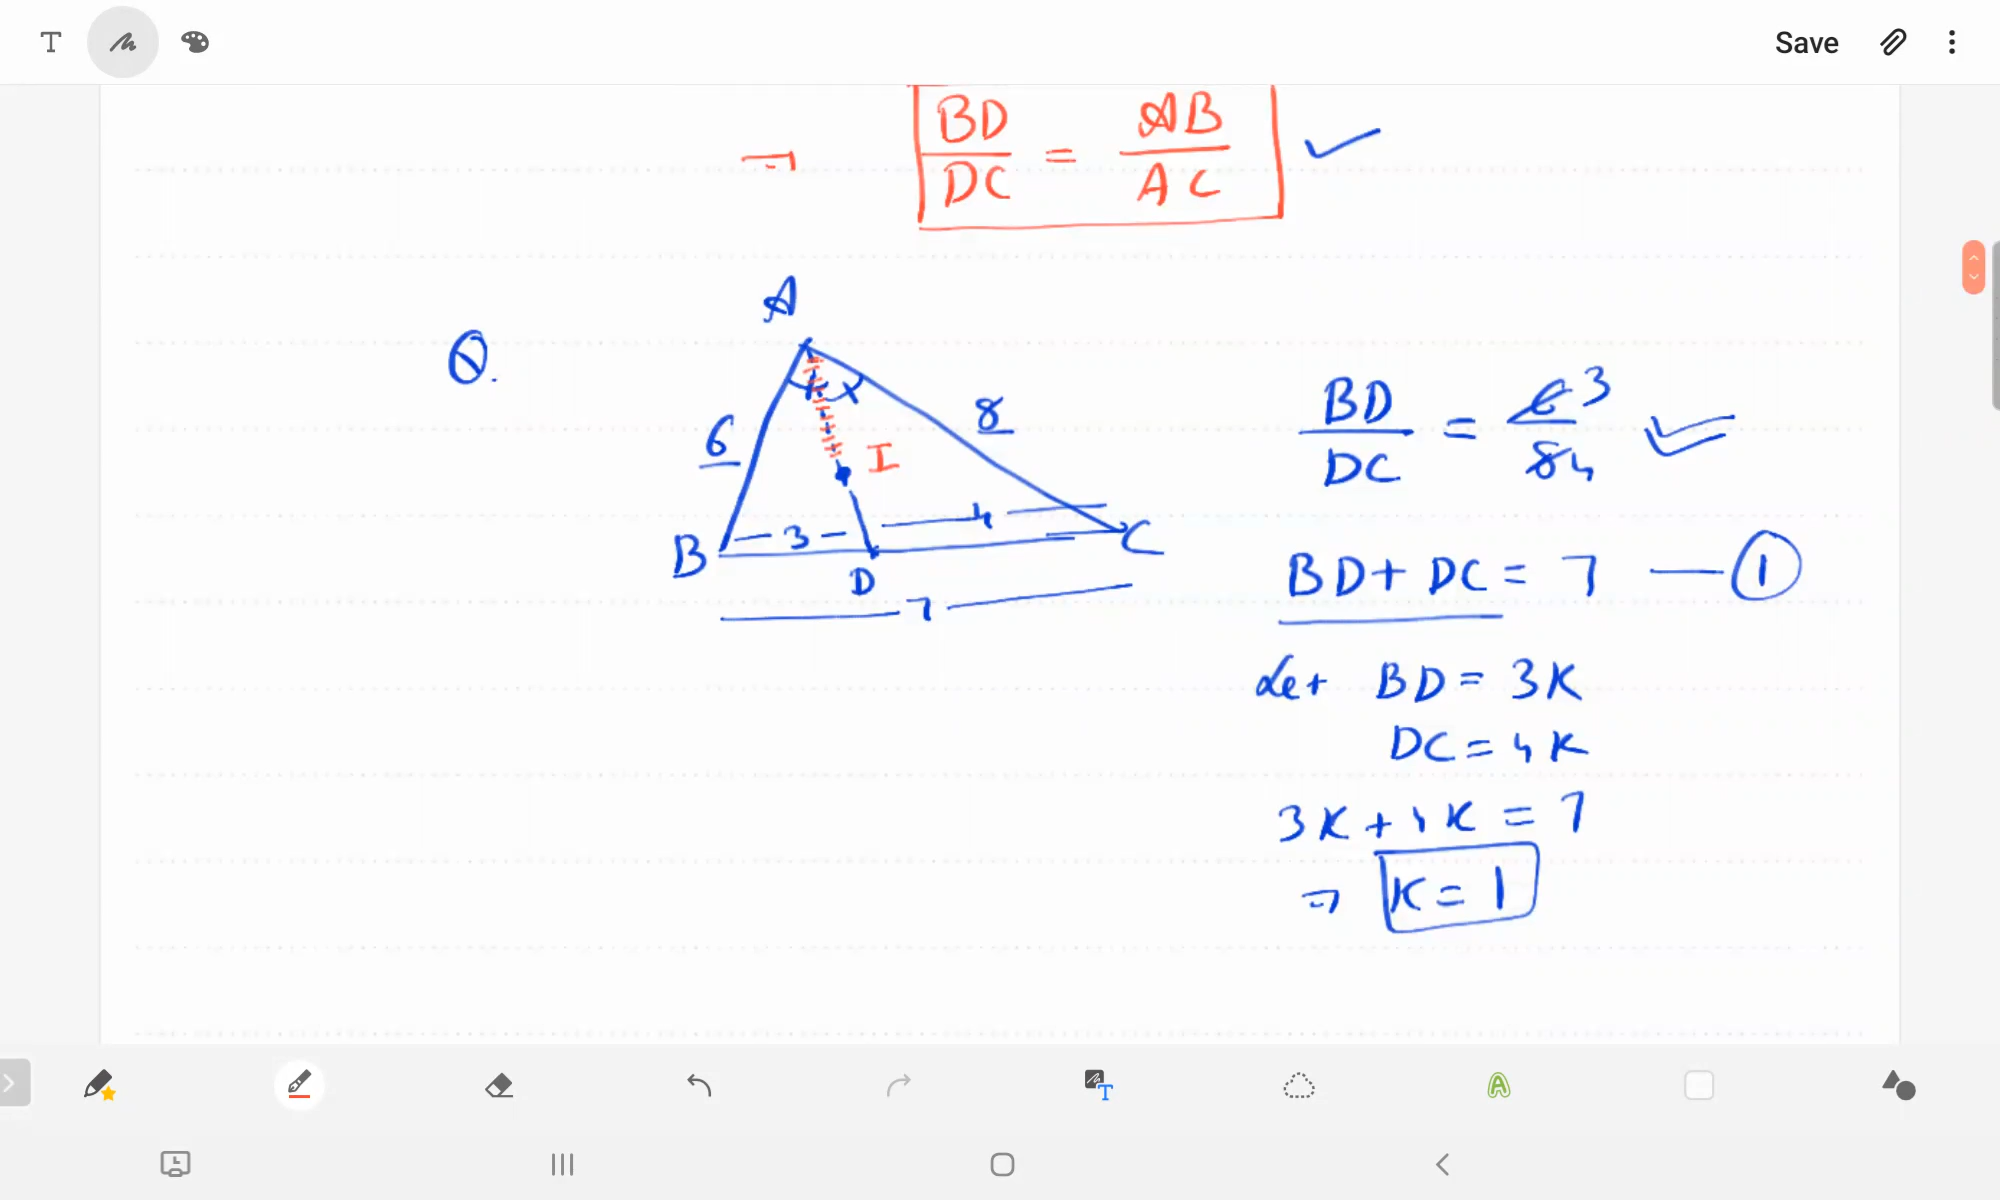 Save
BD/DC = AB/AC
Q.
A
6
8
I
3
4
B
D
C
7
BD/DC = 6 3/8 4
BD + DC = 7 — 1
Let BD = 3K
DC = 4K
3K + 4K = 7
⇒ K = 1